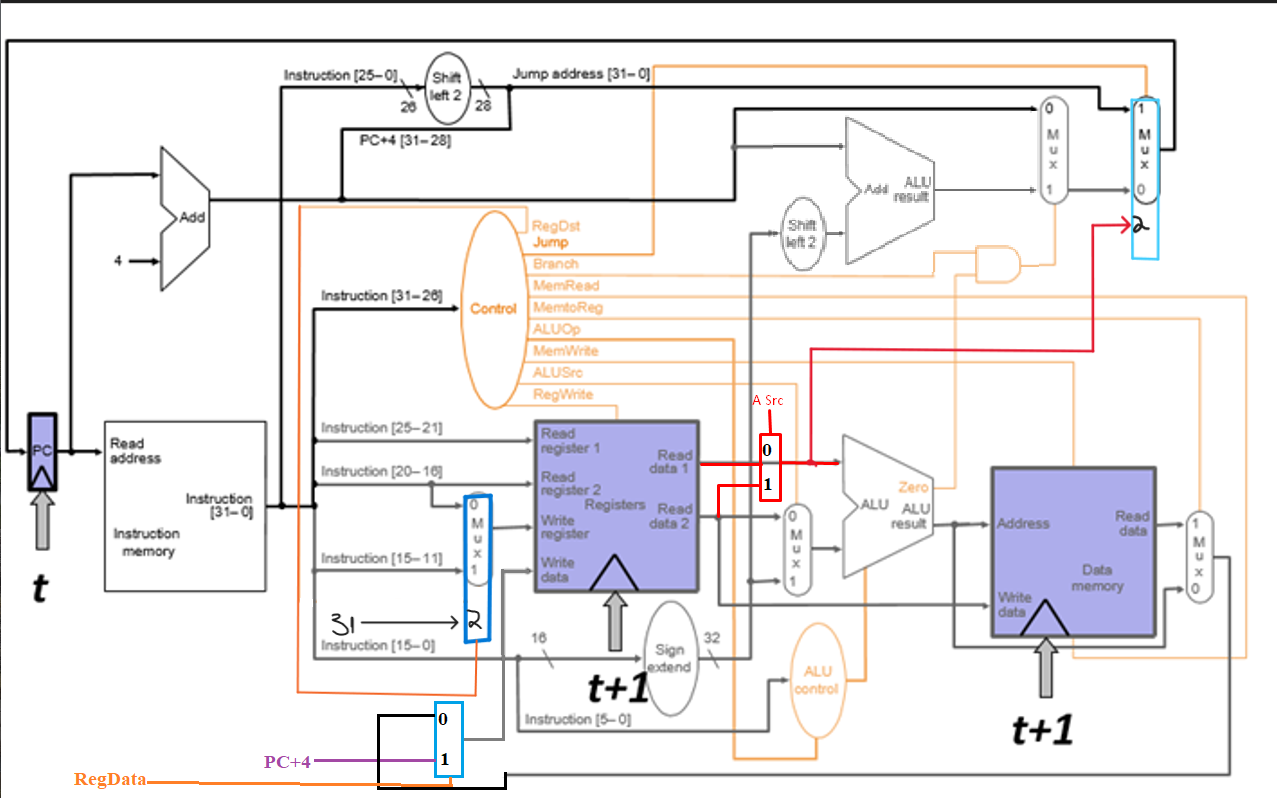 Instruction [25–0]
26
Shift
left 2
28
Jump address [31–0]
PC+4 [31–28]
0
M
u
x
1
1
M
u
x
0
2
Add
ALU
result
Shift
left 2
Add
4
RegDst
Jump
Branch
MemRead
MemtoReg
ALUOp
MemWrite
ALUSrc
RegWrite
Control
Instruction [31–26]
PC
Read
address
Instruction
[31–0]
Instruction
memory
t
Instruction [25–21]
Instruction [20–16]
0
M
u
x
1
2
Instruction [15–11]
31
Instruction [15–0]
Read
register 1
Read
register 2
Registers
Write
register
Write
data
Read
data 1
Read
data 2
t+1
A Src
0
1
0
M
u
x
1
Zero
ALU
ALU
result
Address
Read
data
Data
memory
Write
data
t+1
1
M
u
x
0
16
Sign
extend
32
ALU
control
Instruction [5–0]
0
1
PC+4
RegData